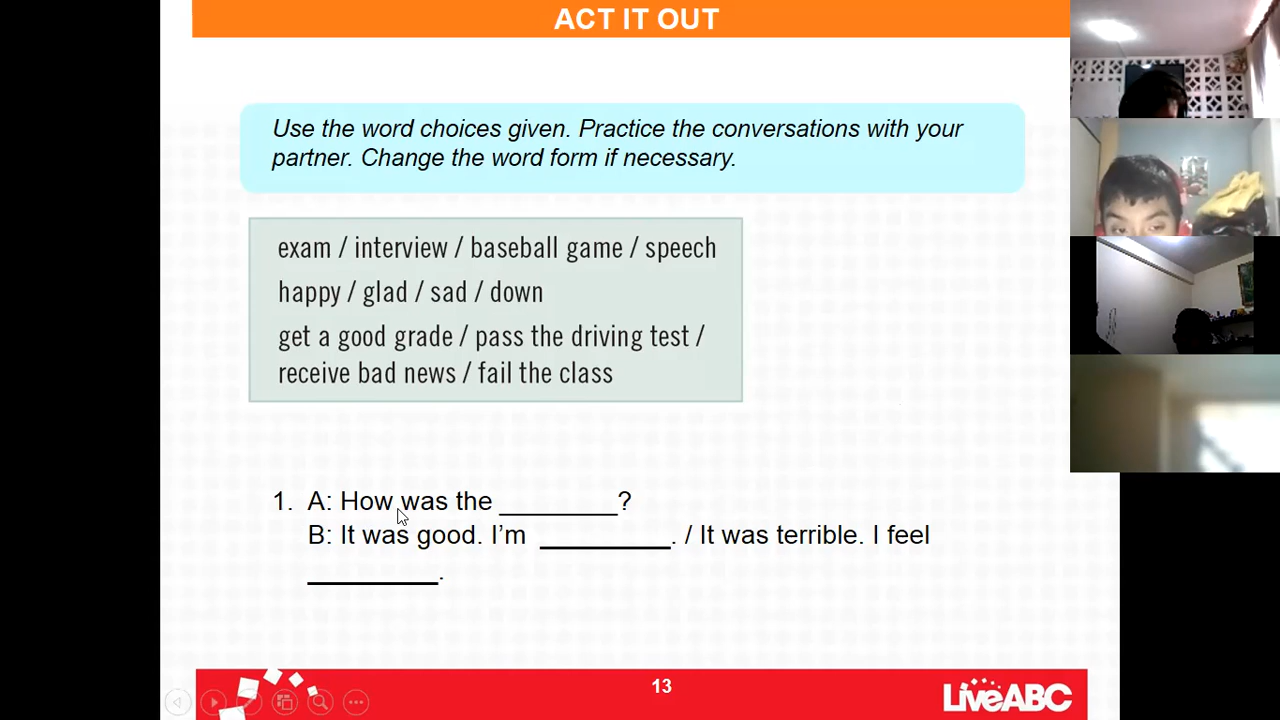 ACT IT OUT
Use the word choices given. Practice the conversations with your
partner. Change the word form if necessary.
exam / interview / baseball game / speech
happy / glad / sad / down
get a good grade / pass the driving test /
receive bad news / fail the class
1. A: How was the ________?
B: It was good. I'm _________. / It was terrible. I feel
_________.
13
LiveABC